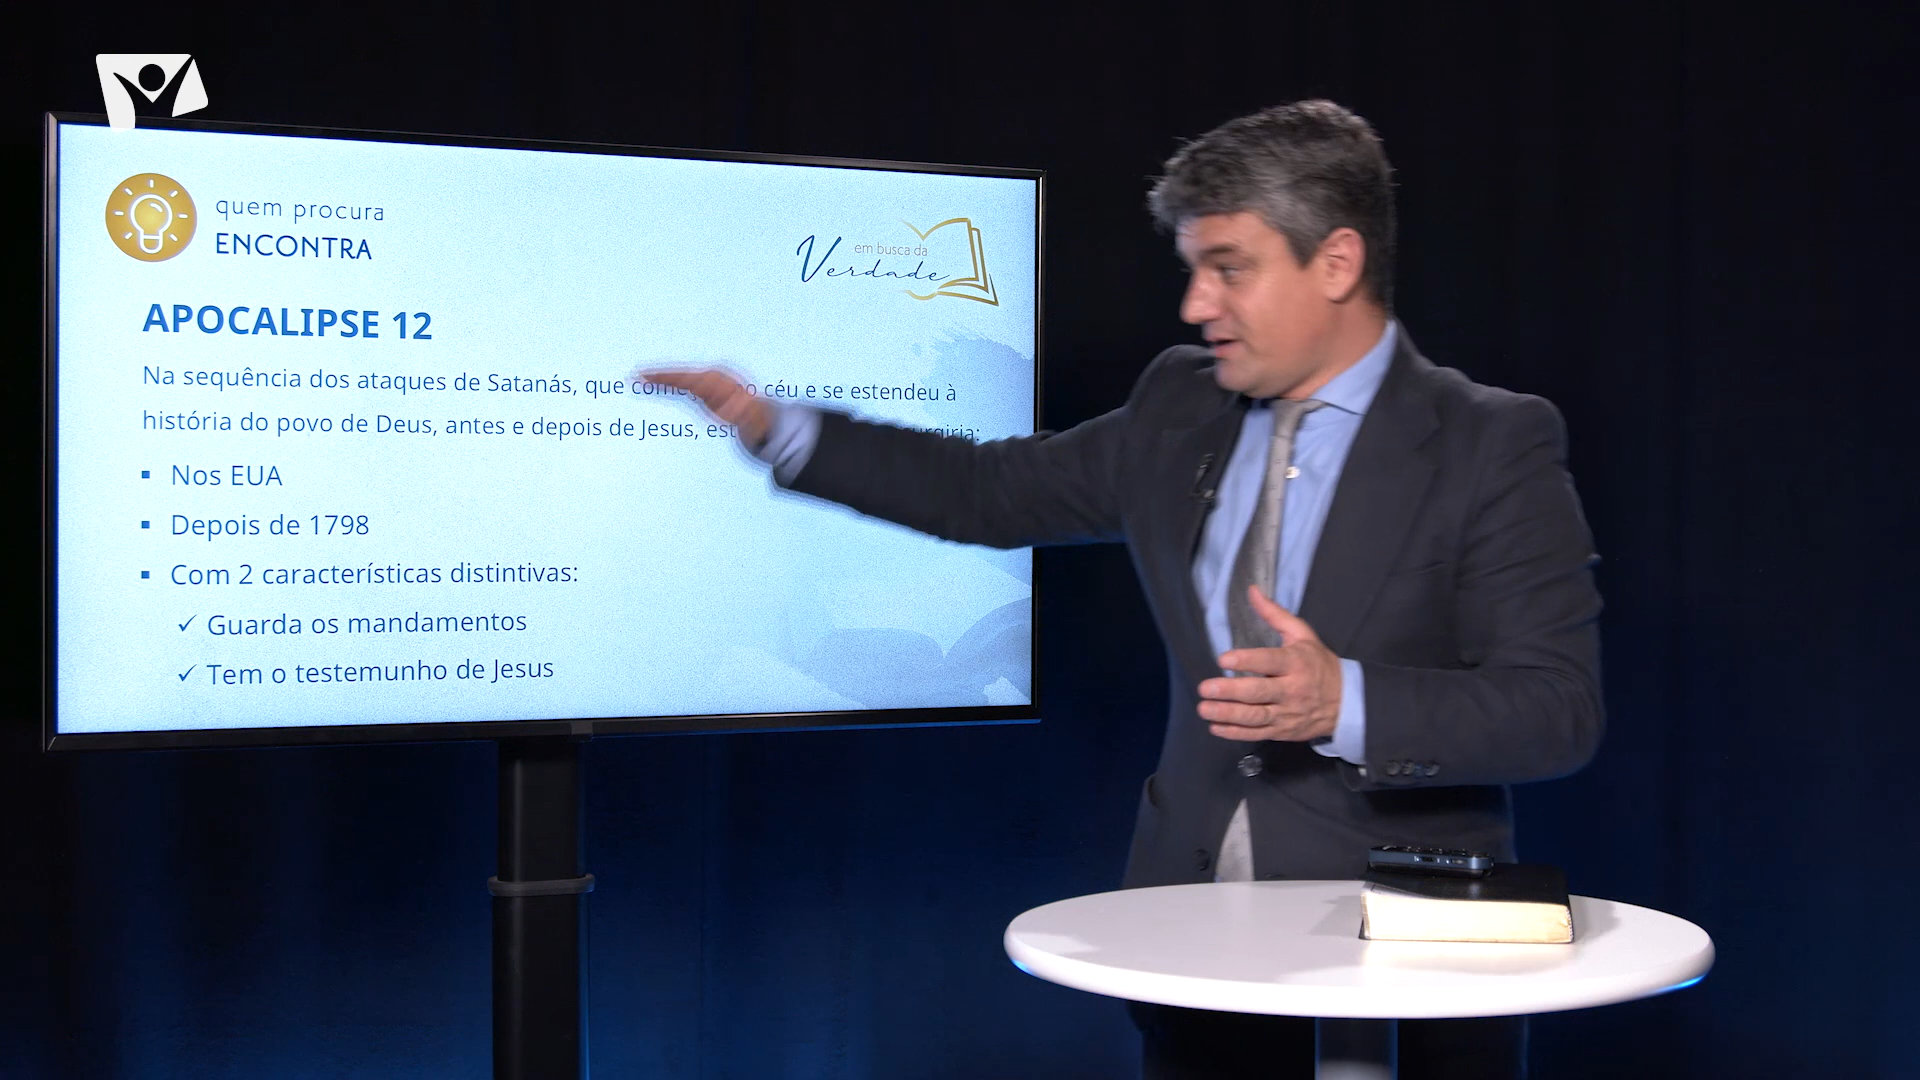 quem procura
ENCONTRA
em busca da
Verdade
APOCALIPSE 12
Na sequência dos ataques de Satanás, que céu e se estendeu à
história do povo de Deus, antes e depois de Jesus,
▪ Nos EUA
▪ Depois de 1798
▪ Com 2 características distintivas:
✓ Guarda os mandamentos
✓ Tem o testemunho de Jesus